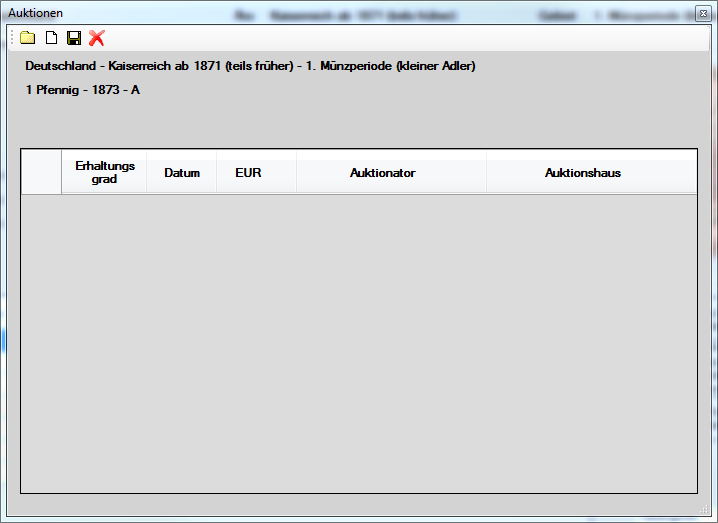 Auktionen
Deutschland - Kaiserreich ab 1871 (teils früher) - 1. Münzperiode (kleiner Adler)
1 Pfennig - 1873 - A
Erhaltungs
grad
Datum
EUR
Auktionator
Auktionshaus